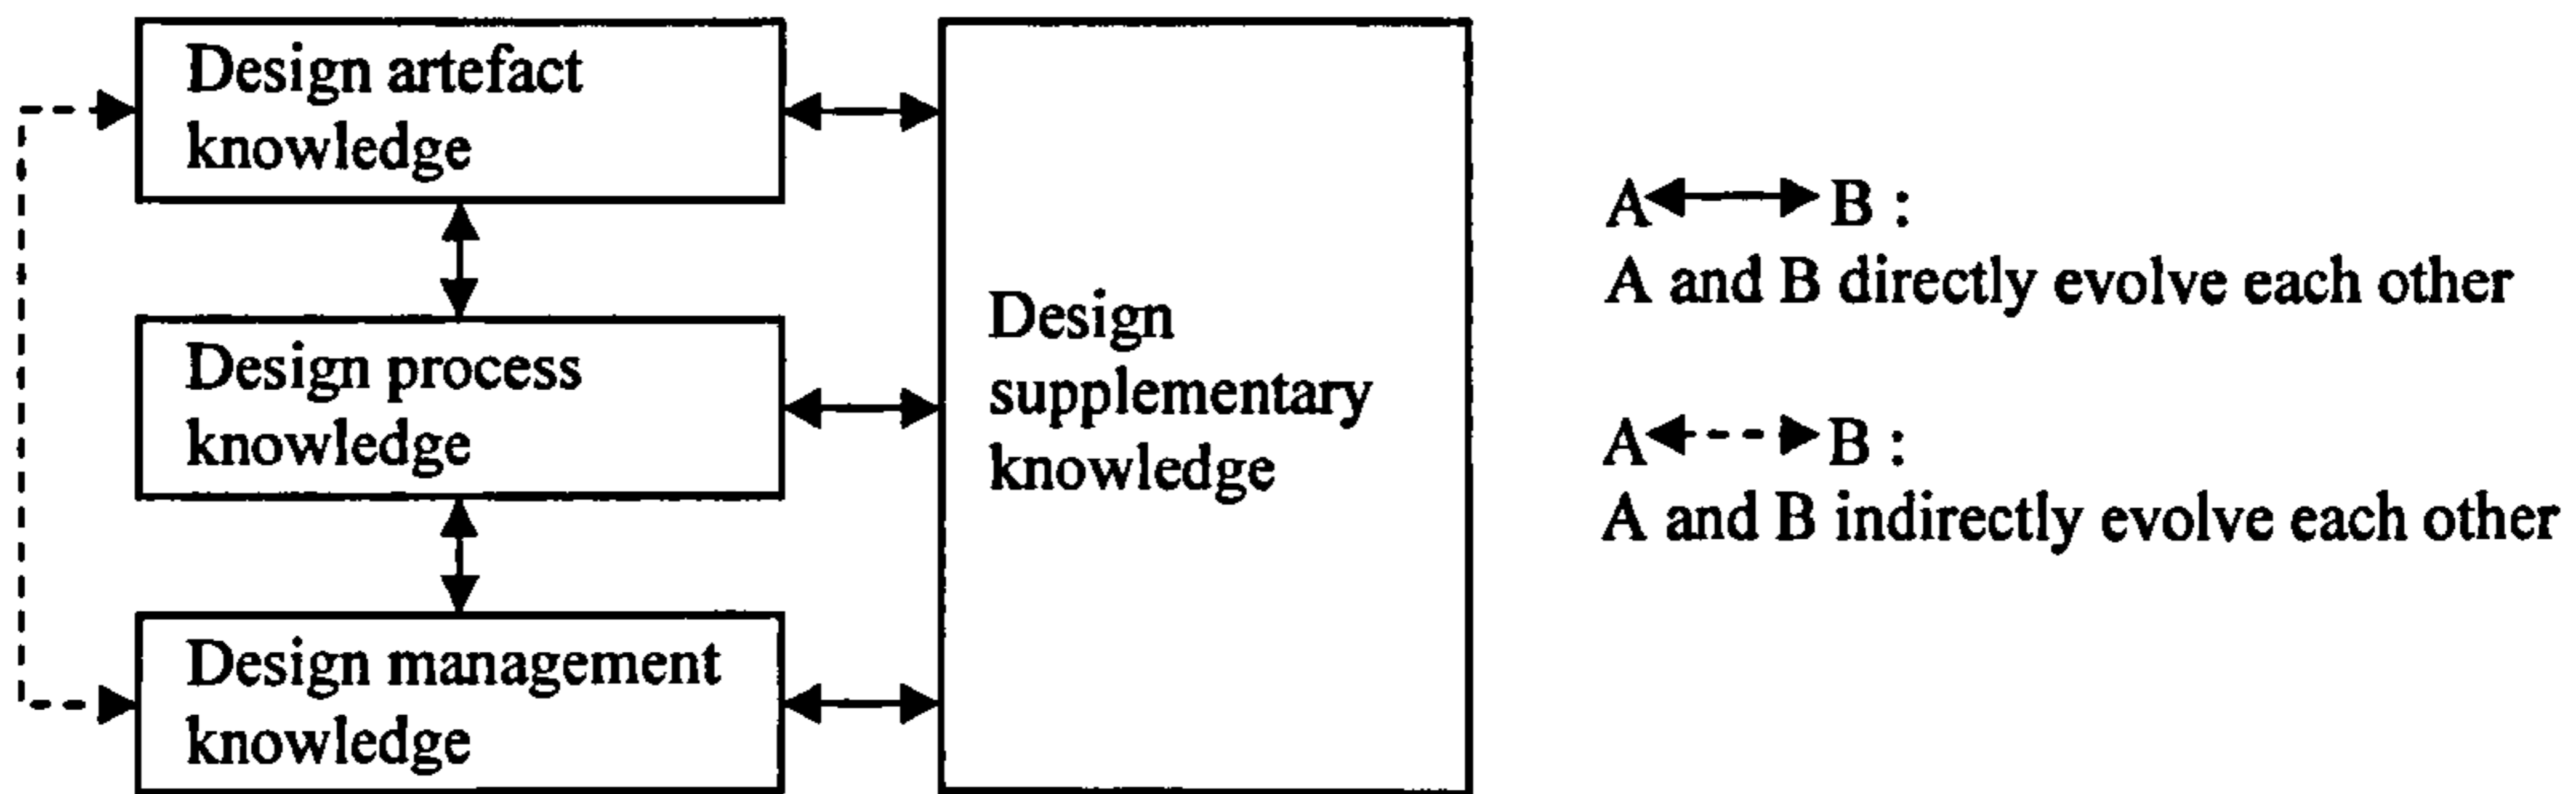 Design artefact
knowledge
Design process
knowledge
Design management
knowledge
Design
supplementary
knowledge
A B :
A and B directly evolve each other
A B :
A and B indirectly evolve each other